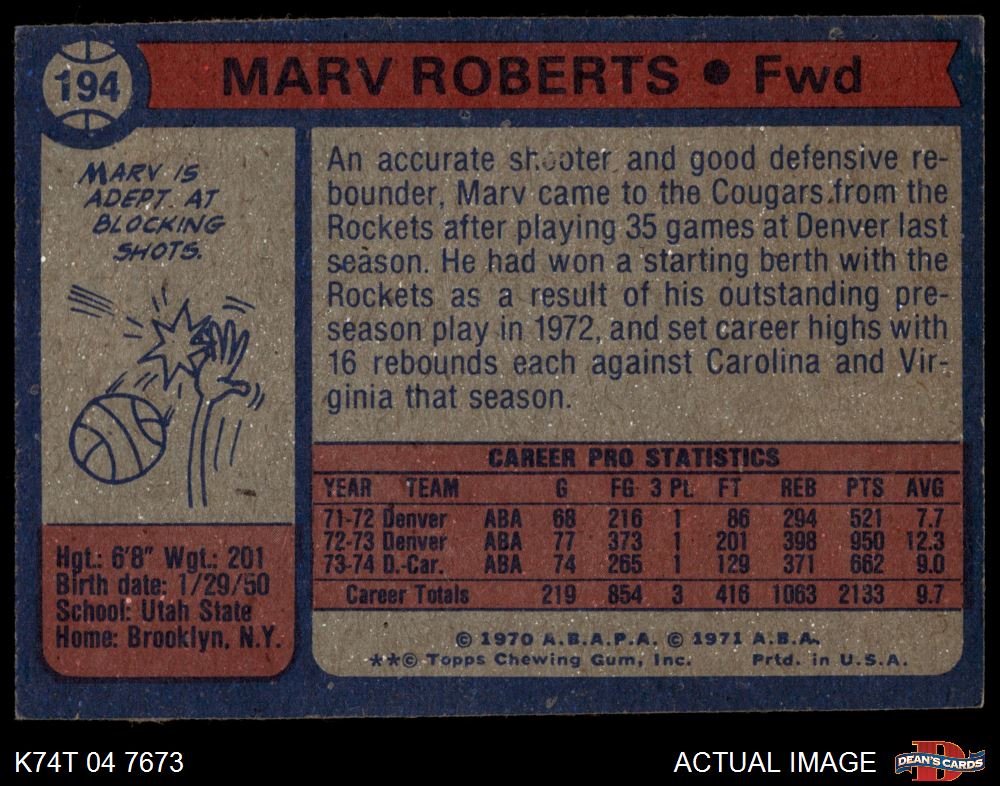 194
MARV ROBERTS • Fwd
MARV IS
ADEPT AT
BLOCKING
SHOTS.
Hgt.: 6'8" Wgt.: 201
Birth date: 1/29/50
School: Utah State
Home: Brooklyn, N.Y.
An accurate shooter and good defensive re-
bounder, Marv came to the Cougars from the
Rockets after playing 35 games at Denver last
season. He had won a starting berth with the
Rockets as a result of his outstanding pre-
season play in 1972, and set career highs with
16 rebounds each against Carolina and Vir-
ginia that season.
CAREER PRO STATISTICS
YEAR TEAM G FG 3 PL FT REB PTS AVG
71-72 Denver ABA 68 216 1 86 294 521 7.7
72-73 Denver ABA 77 373 1 201 398 950 12.3
73-74 D.-Car. ABA 74 265 1 129 371 662 9.0
Career Totals 219 854 3 416 1063 2133 9.7
© 1970 A.B.A.P.A. © 1971 A.B.A.
**© Topps Chewing Gum, Inc. Prtd. in U.S.A.
K74T 04 7673
ACTUAL IMAGE
D
DEAN'S CARDS